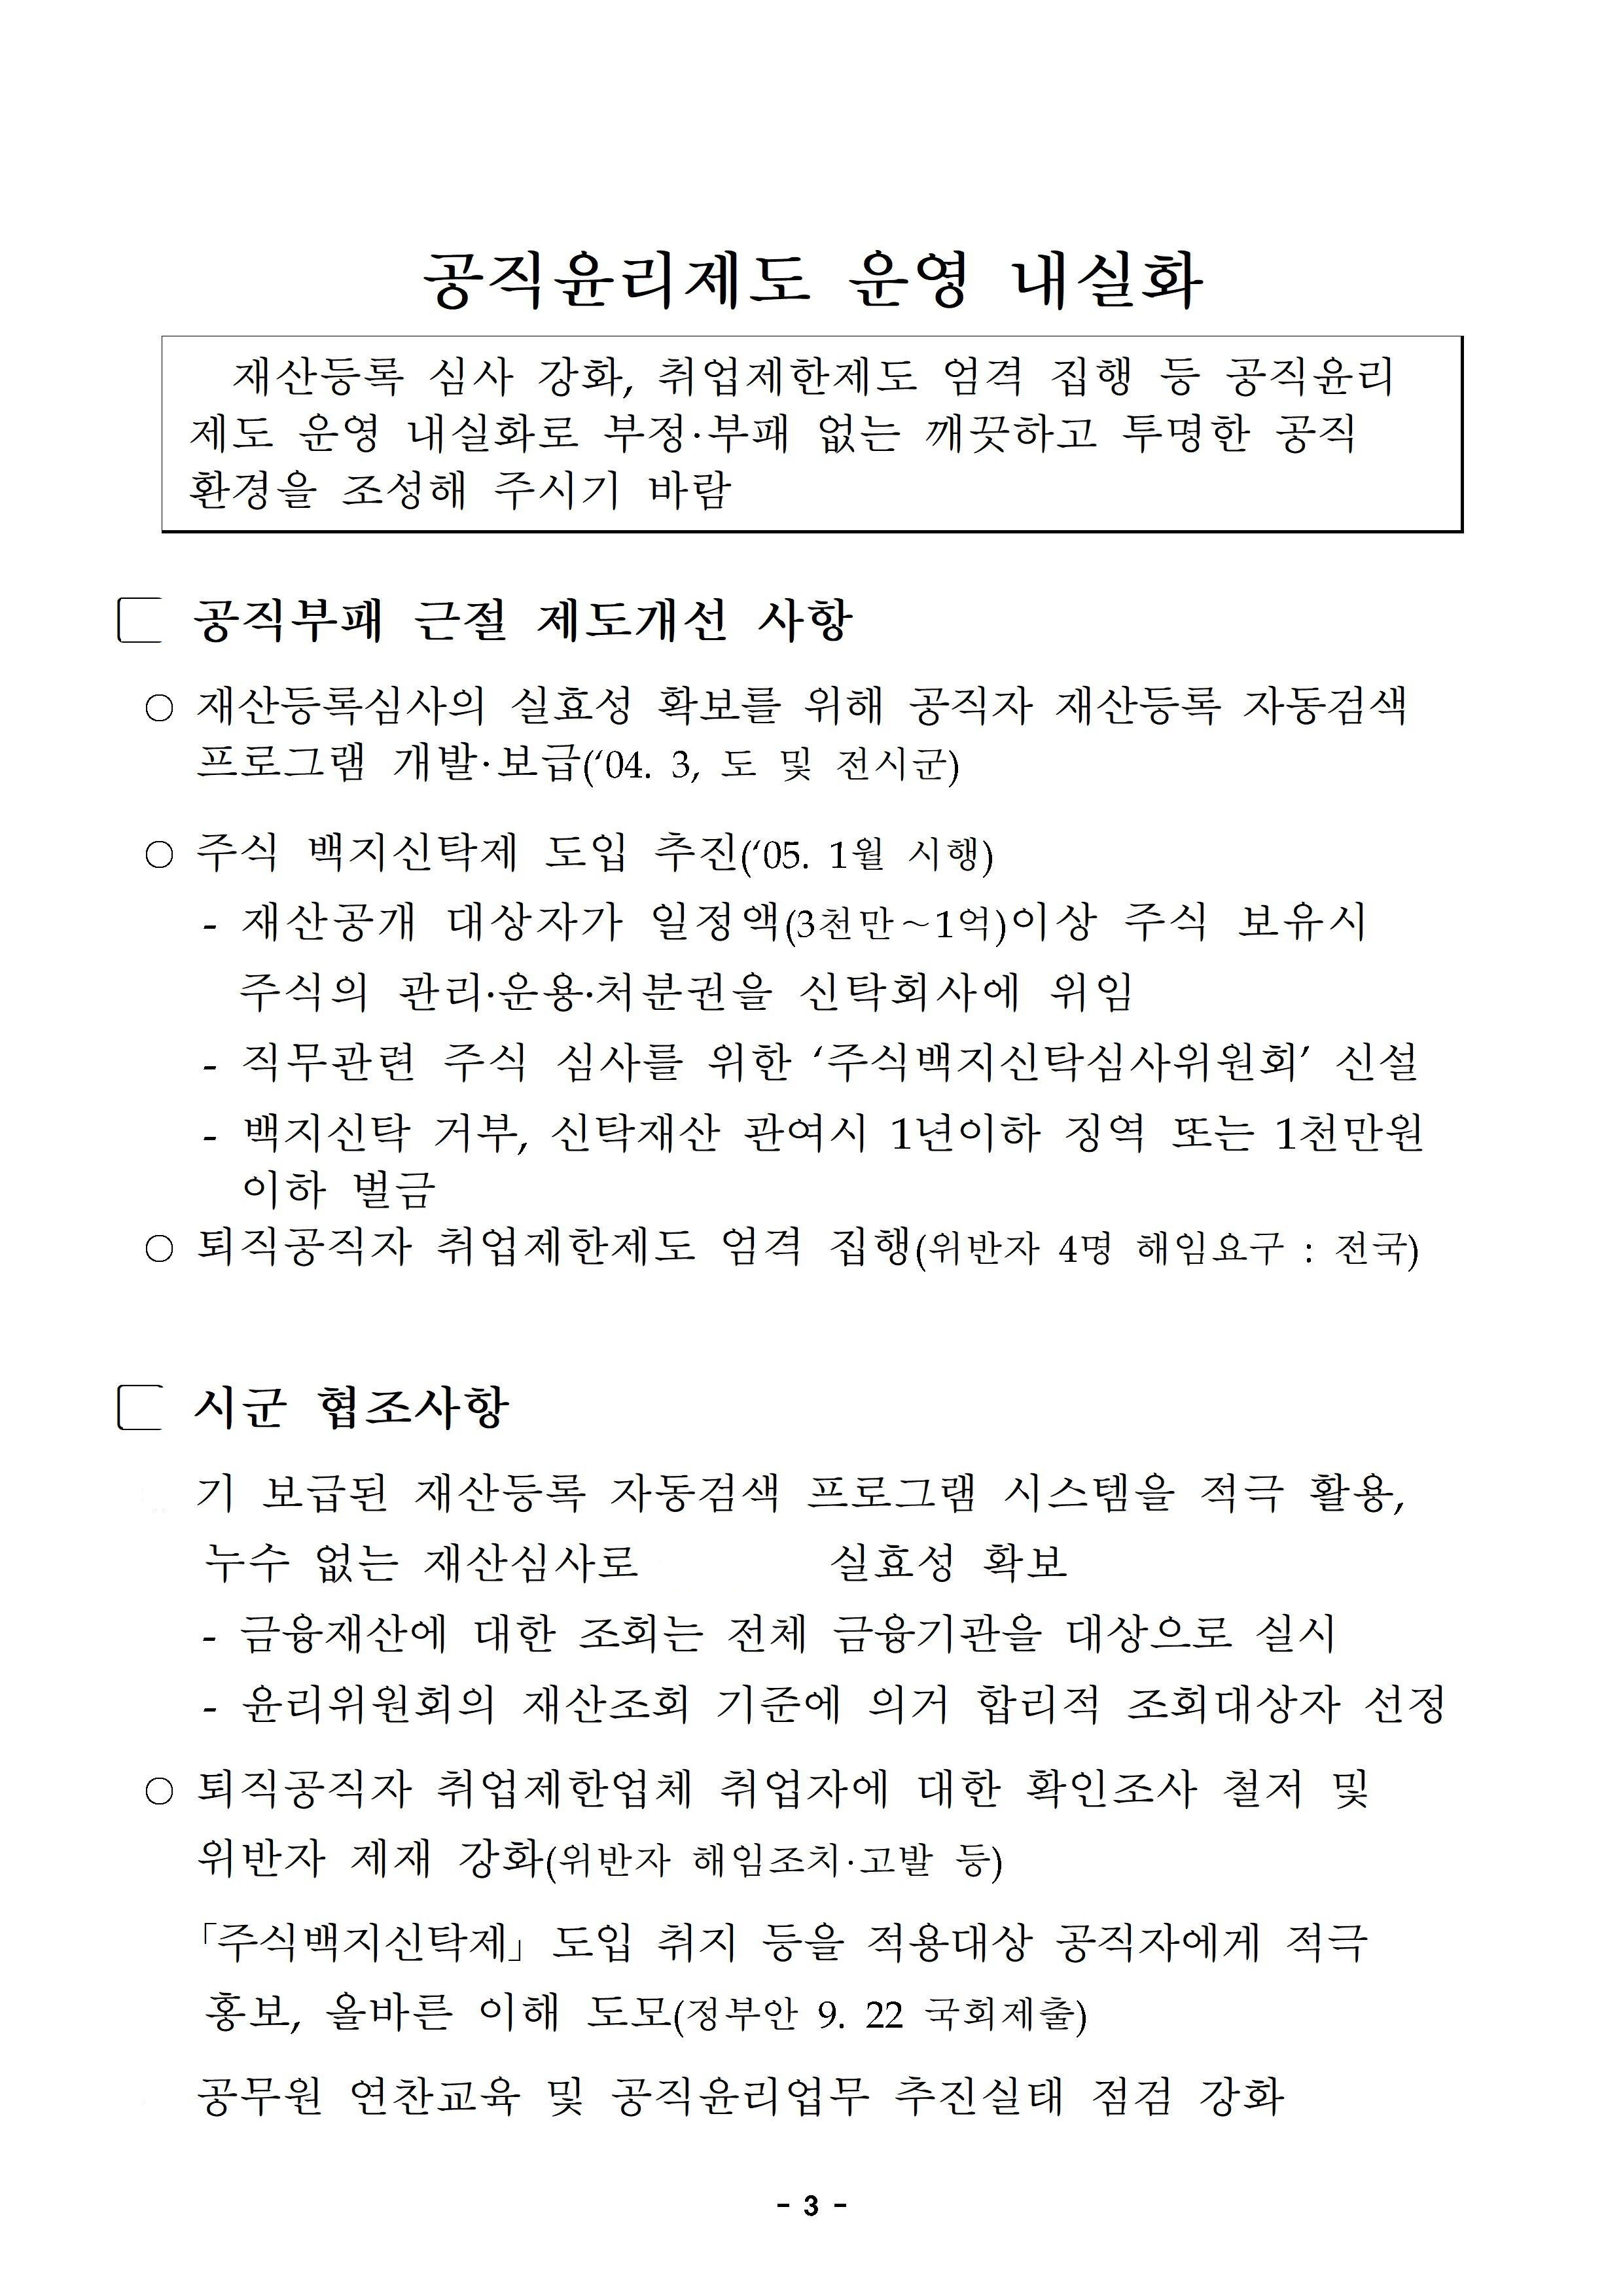 공직윤리제도 운영 내실화
재산등록 심사 강화, 취업제한제도 엄격 집행 등 공직윤리
제도 운영 내실화로 부정·부패 없는 깨끗하고 투명한 공직
환경을 조성해 주시기 바람
□ 공직부패 근절 제도개선 사항
○ 재산등록심사의 실효성 확보를 위해 공직자 재산등록 자동검색
프로그램 개발·보급(‘04. 3, 도 및 전시군)
○ 주식 백지신탁제 도입 추진(‘05. 1월 시행)
- 재산공개 대상자가 일정액(3천만~1억)이상 주식 보유시
주식의 관리·운용·처분권을 신탁회사에 위임
- 직무관련 주식 심사를 위한 ‘주식백지신탁심사위원회’ 신설
- 백지신탁 거부, 신탁재산 관여시 1년이하 징역 또는 1천만원
이하 벌금
○ 퇴직공직자 취업제한제도 엄격 집행(위반자 4명 해임요구 : 전국)
□ 시군 협조사항
기 보급된 재산등록 자동검색 프로그램 시스템을 적극 활용,
누수 없는 재산심사로 실효성 확보
- 금융재산에 대한 조회는 전체 금융기관을 대상으로 실시
- 윤리위원회의 재산조회 기준에 의거 합리적 조회대상자 선정
○ 퇴직공직자 취업제한업체 취업자에 대한 확인조사 철저 및
위반자 제재 강화(위반자 해임조치·고발 등)
「주식백지신탁제」 도입 취지 등을 적용대상 공직자에게 적극
홍보, 올바른 이해 도모(정부안 9. 22 국회제출)
공무원 연찬교육 및 공직윤리업무 추진실태 점검 강화
- 3 -